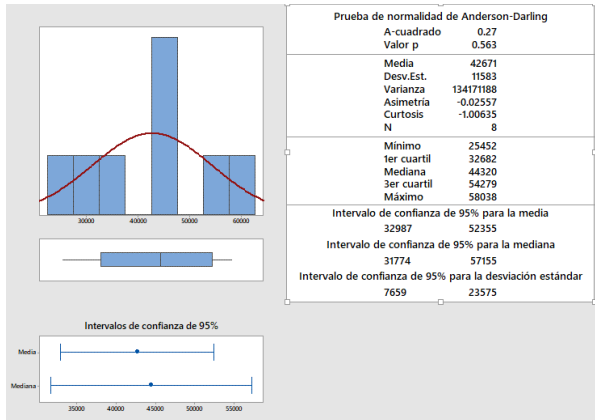 30000 40000 50000 60000
Intervalos de confianza de 95%
Media
Mediana
35000 40000 45000 50000 55000
Prueba de normalidad de Anderson-Darling
A-cuadrado 0.27
Valor p 0.563
Media 42671
Desv.Est. 11583
Varianza 134171188
Asimetría -0.02557
Curtosis -1.00635
N 8
Mínimo 25452
1er cuartil 32682
Mediana 44320
3er cuartil 54279
Máximo 58038
Intervalo de confianza de 95% para la media
32987 52355
Intervalo de confianza de 95% para la mediana
31774 57155
Intervalo de confianza de 95% para la desviación estándar
7659 23575